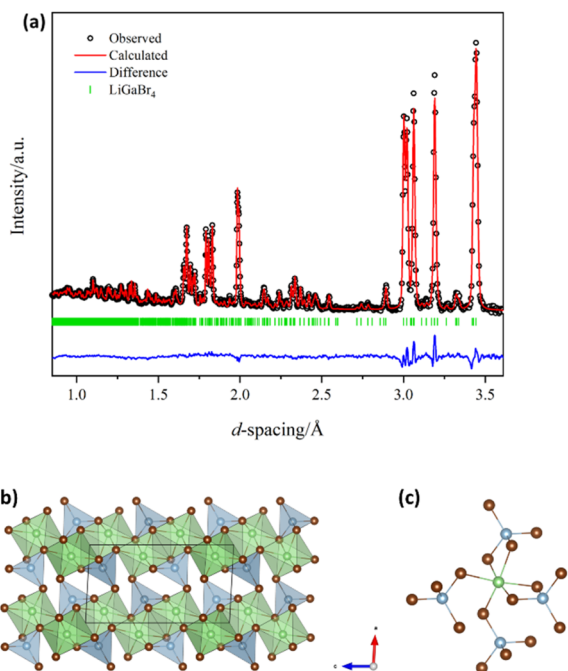 (a)
Observed
Calculated
Difference
LiGaBr₄
Intensity/a.u.
1.0 1.5 2.0 2.5 3.0 3.5
d-spacing/Å
b) (c)
a
c